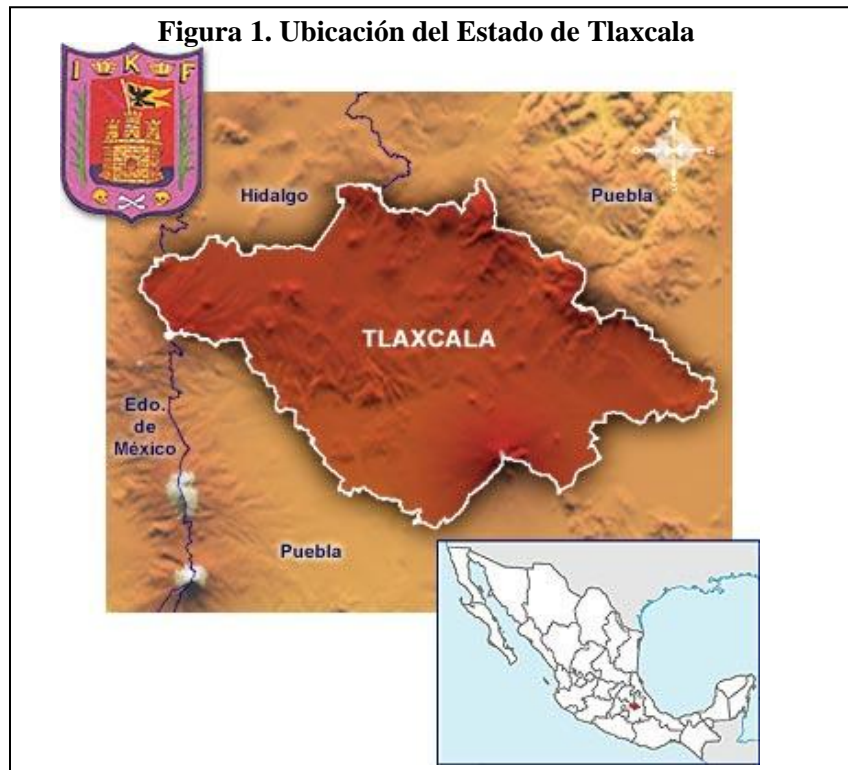 Figura 1. Ubicación del Estado de Tlaxcala
I K F
Hidalgo
Puebla
TLAXCALA
Edo.
de
México
Puebla